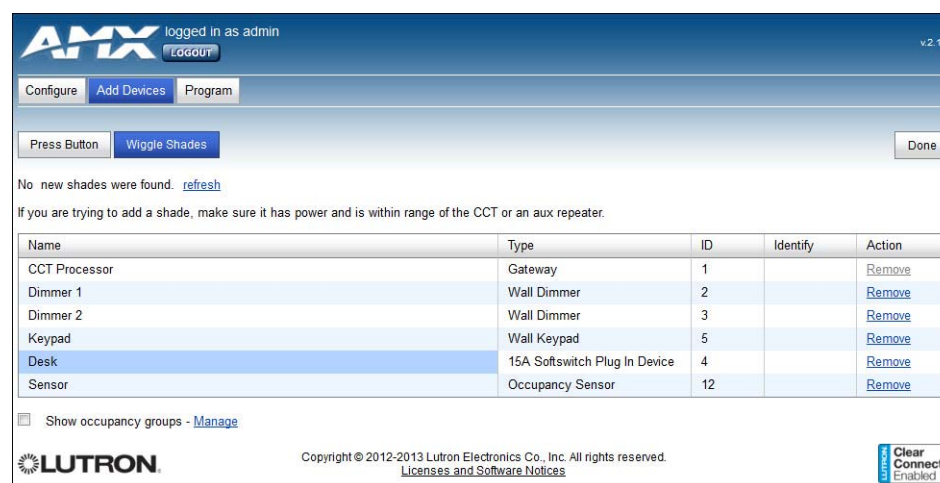 AMX logged in as admin
LOGOUT
v.2.1
Configure Add Devices Program
Press Button Wiggle Shades Done
No new shades were found. refresh
If you are trying to add a shade, make sure it has power and is within range of the CCT or an aux repeater.
Name Type ID Identify Action
CCT Processor Gateway 1 Remove
Dimmer 1 Wall Dimmer 2 Remove
Dimmer 2 Wall Dimmer 3 Remove
Keypad Wall Keypad 5 Remove
Desk 15A Softswitch Plug In Device 4 Remove
Sensor Occupancy Sensor 12 Remove
Show occupancy groups - Manage
LUTRON. Copyright © 2012-2013 Lutron Electronics Co., Inc. All rights reserved.
Licenses and Software Notices
LUTRON Clear
Connect
Enabled